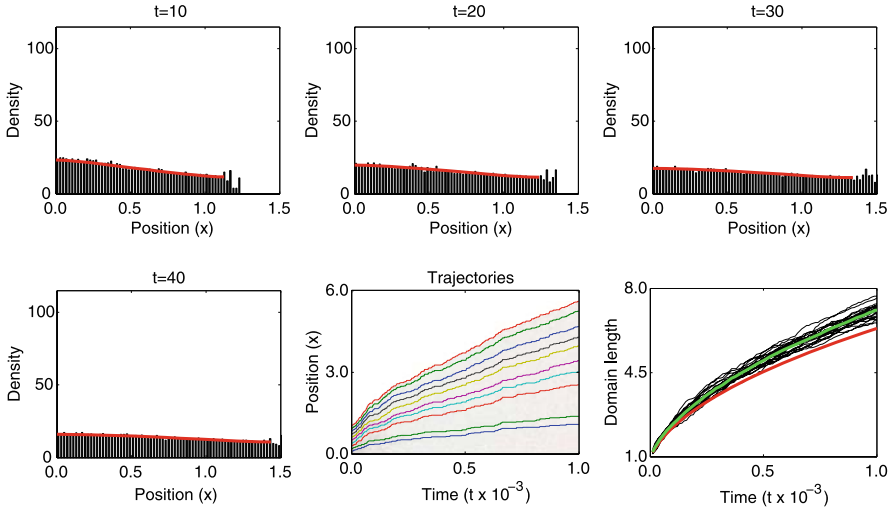 t=10
t=20
t=30
100
50
0
Density
0.0 0.5 1.0 1.5
Position (x)
100
50
0
Density
0.0 0.5 1.0 1.5
Position (x)
100
50
0
Density
0.0 0.5 1.0 1.5
Position (x)
t=40
Trajectories
100
50
0
Density
0.0 0.5 1.0 1.5
Position (x)
6.0
3.0
0.0
Position (x)
0.0 0.5 1.0
Time (t x 10⁻³)
8.0
4.5
1.0
Domain length
0.0 0.5 1.0
Time (t x 10⁻³)